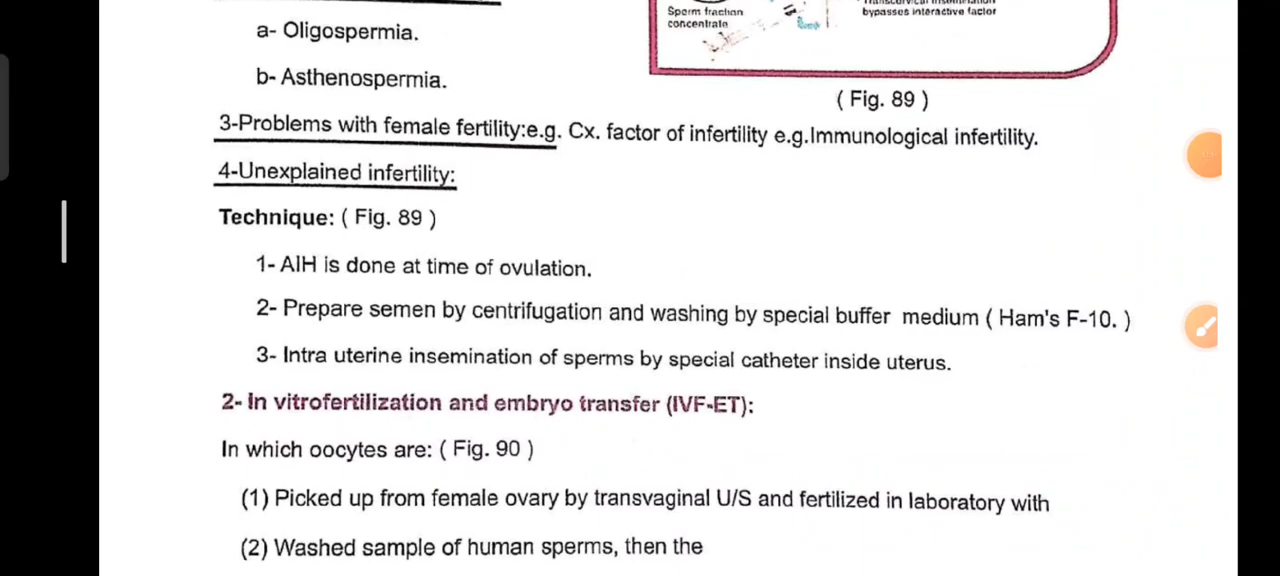 Sperm fraction
concentrate
bypasses interactive factor
a- Oligospermia.
b- Asthenospermia.
( Fig. 89 )
3-Problems with female fertility:e.g. Cx. factor of infertility e.g.Immunological infertility.
4-Unexplained infertility:
Technique: ( Fig. 89 )
1- AIH is done at time of ovulation.
2- Prepare semen by centrifugation and washing by special buffer medium ( Ham's F-10. )
3- Intra uterine insemination of sperms by special catheter inside uterus.
2- In vitrofertilization and embryo transfer (IVF-ET):
In which oocytes are: ( Fig. 90 )
(1) Picked up from female ovary by transvaginal U/S and fertilized in laboratory with
(2) Washed sample of human sperms, then the